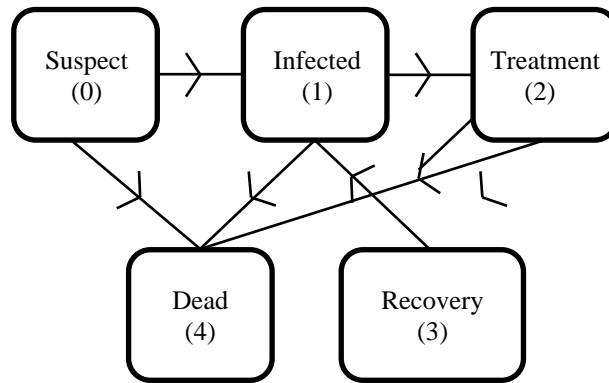 Suspect
(0)
Infected
(1)
Treatment
(2)
Dead
(4)
Recovery
(3)